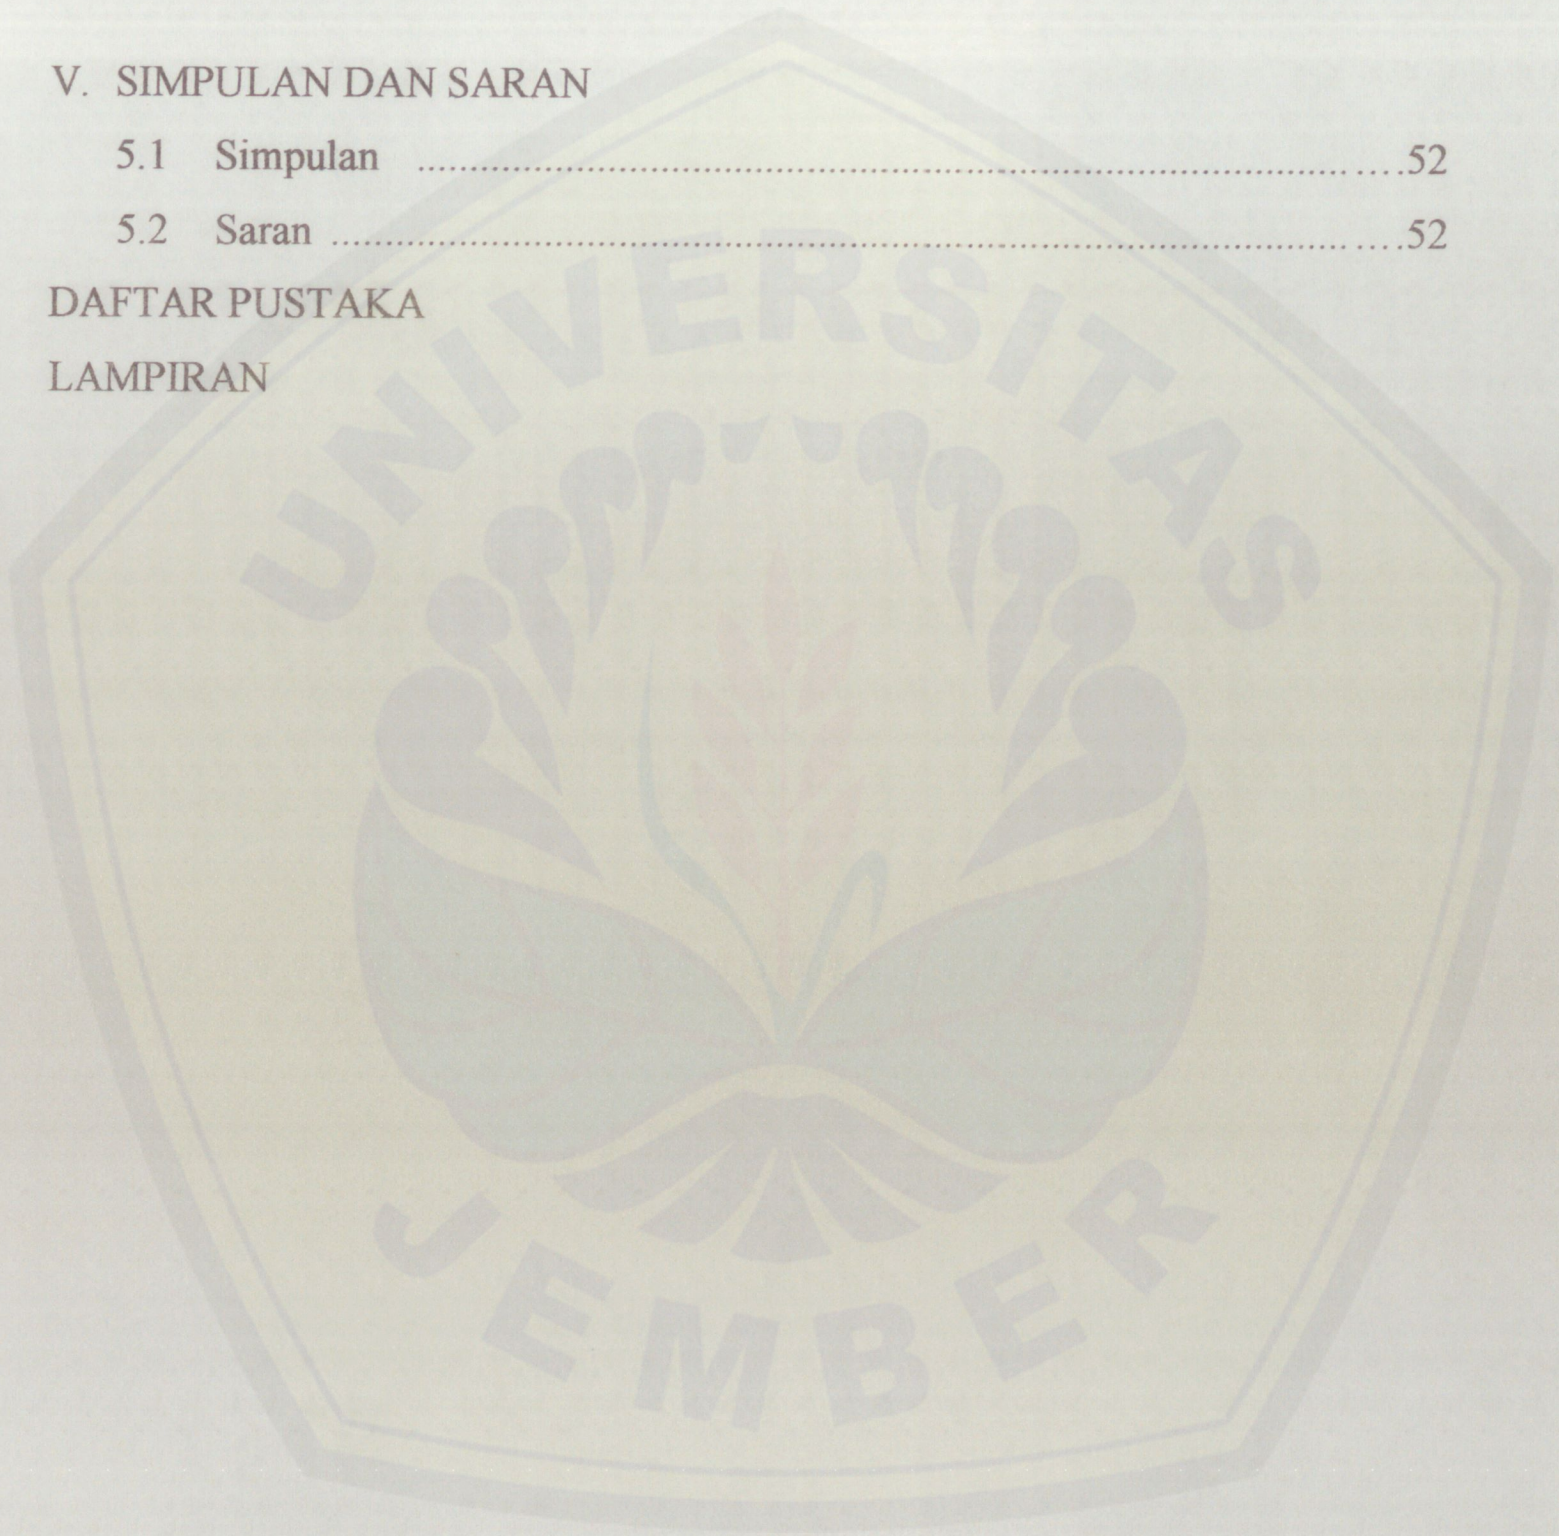 V. SIMPULAN DAN SARAN
5.1 Simpulan ........................................................................................................52
5.2 Saran ........................................................................................................52
DAFTAR PUSTAKA
LAMPIRAN
UNIVERSITAS
JEMBER